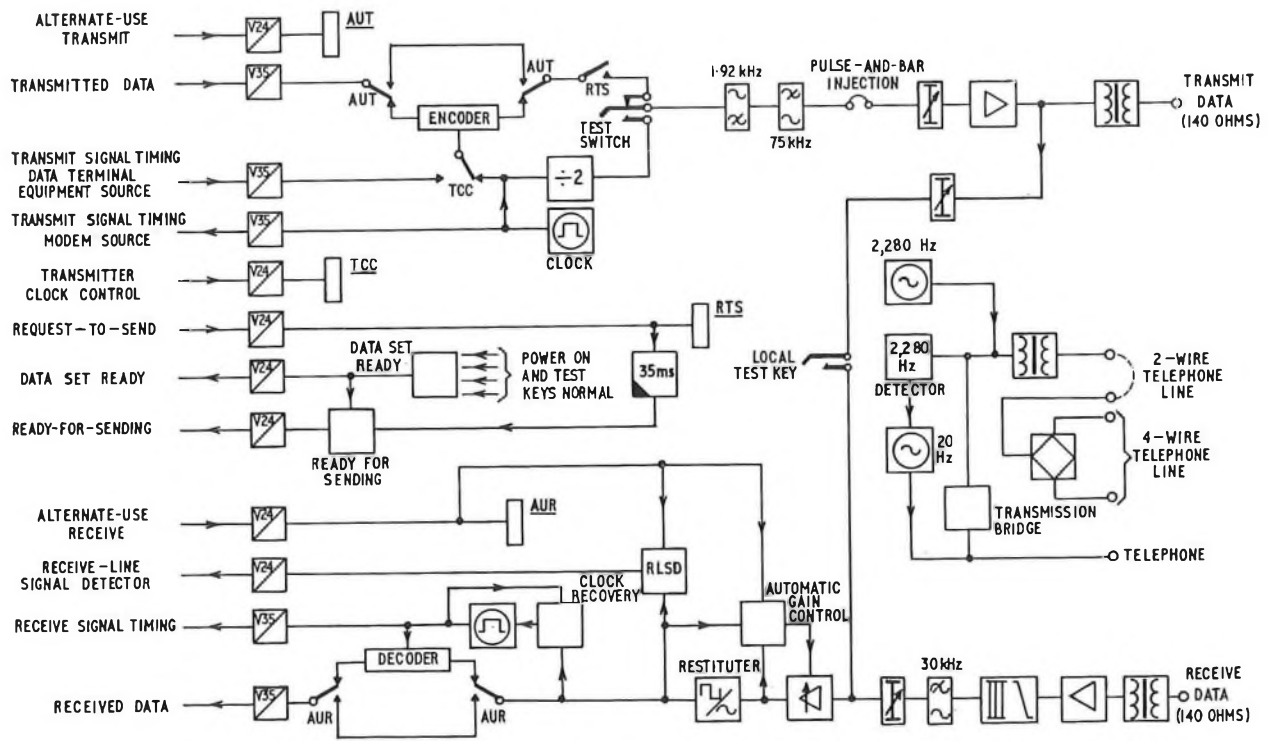 ALTERNATE-USE
TRANSMIT
V24
AUT
TRANSMITTED DATA
V35
AUT
AUT
RTS
ENCODER
TEST
SWITCH
1·92 kHz
75kHz
PULSE-AND-BAR
INJECTION
TRANSMIT
DATA
(140 OHMS)
TRANSMIT SIGNAL TIMING
DATA TERMINAL
EQUIPMENT SOURCE
V35
TCC
÷2
TRANSMIT SIGNAL TIMING
MODEM SOURCE
V35
CLOCK
TRANSMITTER
CLOCK CONTROL
V24
TCC
REQUEST-TO-SEND
V24
RTS
DATA SET READY
V24
DATA SET
READY
POWER ON
AND TEST
KEYS NORMAL
35ms
READY-FOR-SENDING
V24
READY FOR
SENDING
LOCAL
TEST KEY
2,280 Hz
2,280
Hz
DETECTOR
20
Hz
2-WIRE
TELEPHONE
LINE
4-WIRE
TELEPHONE
LINE
TRANSMISSION
BRIDGE
TELEPHONE
ALTERNATE-USE
RECEIVE
V24
AUR
RECEIVE-LINE
SIGNAL DETECTOR
V24
RLSD
CLOCK
RECOVERY
AUTOMATIC
GAIN
CONTROL
RECEIVE SIGNAL TIMING
V35
DECODER
RECEIVED DATA
V35
AUR
AUR
RESTITUTER
30kHz
RECEIVE
DATA
(140 OHMS)